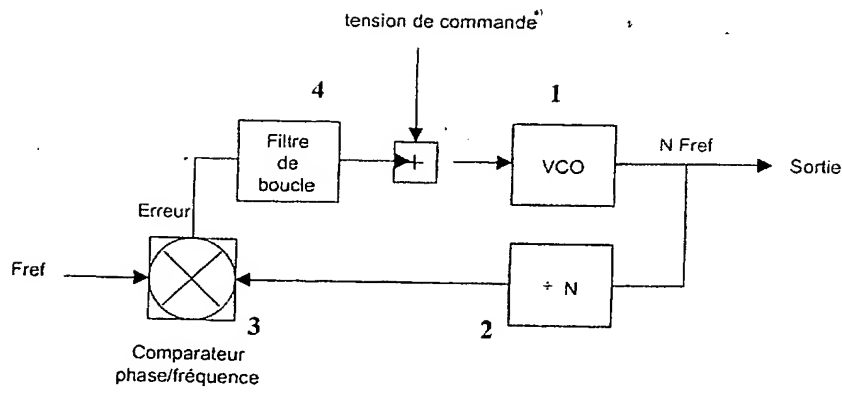 tension de commande*)
4
1
Filtre
de
boucle
+
VCO
N Fref
Sortie
Erreur
Fref
÷ N
3
2
Comparateur
phase/fréquence